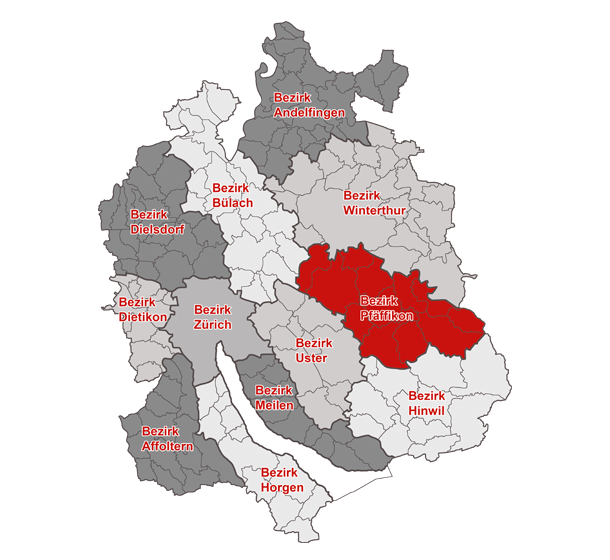 Bezirk
Andelfingen
Bezirk
Bülach
Bezirk
Winterthur
Bezirk
Dielsdorf
Bezirk
Dietikon
Bezirk
Zürich
Bezirk
Pfäffikon
Bezirk
Uster
Bezirk
Meilen
Bezirk
Hinwil
Bezirk
Affoltern
Bezirk
Horgen